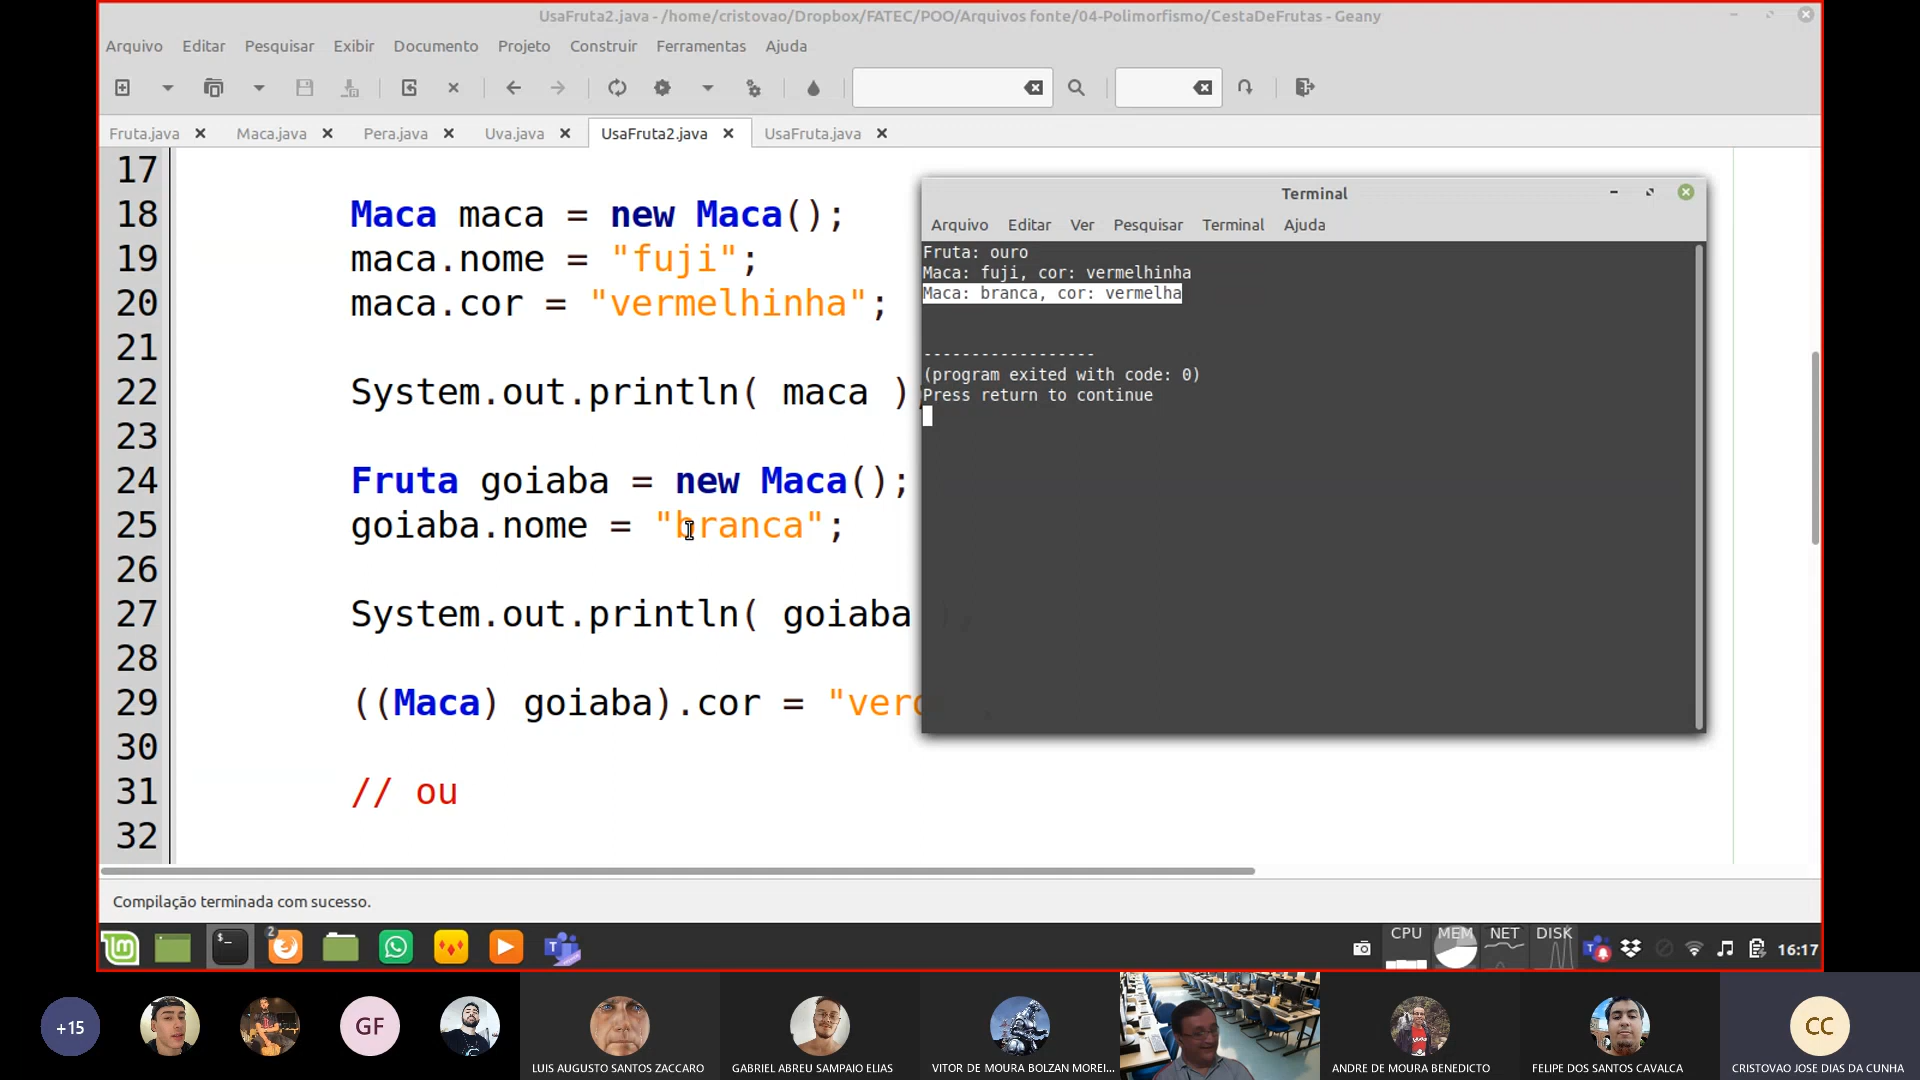 UsaFruta2.java - /home/cristovao/Dropbox/FATEC/POO/Arquivos fonte/04-Polimorfismo/CestaDeFrutas - Geany
Arquivo Editar Pesquisar Exibir Documento Projeto Construir Ferramentas Ajuda
Fruta.java Maca.java Pera.java Uva.java UsaFruta2.java UsaFruta.java
17
18 Maca maca = new Maca();
19 maca.nome = "fuji";
20 maca.cor = "vermelhinha";
21
22 System.out.println( maca )
23
24 Fruta goiaba = new Maca();
25 goiaba.nome = "branca";
26
27 System.out.println( goiaba
28
29 ((Maca) goiaba).cor = "verd
30
31 // ou
32
Terminal
Arquivo Editar Ver Pesquisar Terminal Ajuda
Fruta: ouro
Maca: fuji, cor: vermelhinha
Maca: branca, cor: vermelha
------------------
(program exited with code: 0)
Press return to continue
Compilação terminada com sucesso.
2
CPU MEM NET DISK
16:17
+15
GF
LUIS AUGUSTO SANTOS ZACCARO
GABRIEL ABREU SAMPAIO ELIAS
VITOR DE MOURA BOLZAN MOREI...
ANDRE DE MOURA BENEDICTO
FELIPE DOS SANTOS CAVALCA
CC
CRISTOVAO JOSE DIAS DA CUNHA